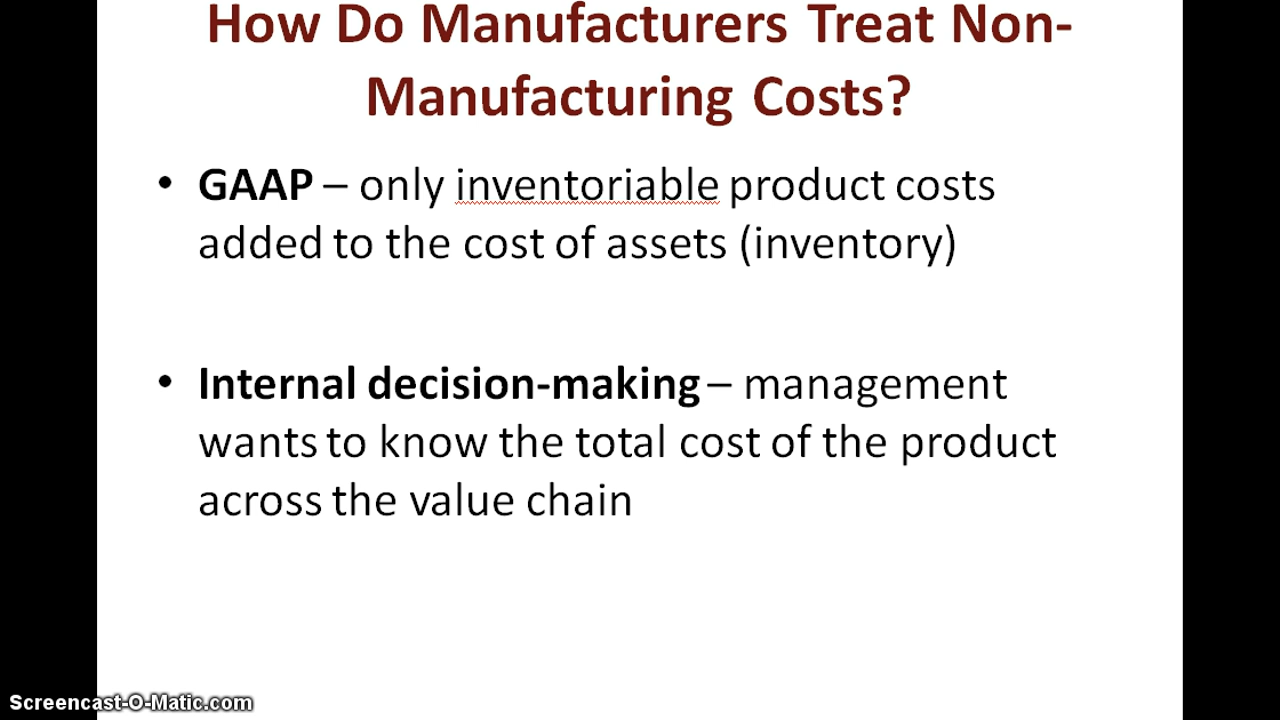 How Do Manufacturers Treat Non-
Manufacturing Costs?
• GAAP – only inventoriable product costs
added to the cost of assets (inventory)
• Internal decision-making – management
wants to know the total cost of the product
across the value chain
Screencast-O-Matic.com